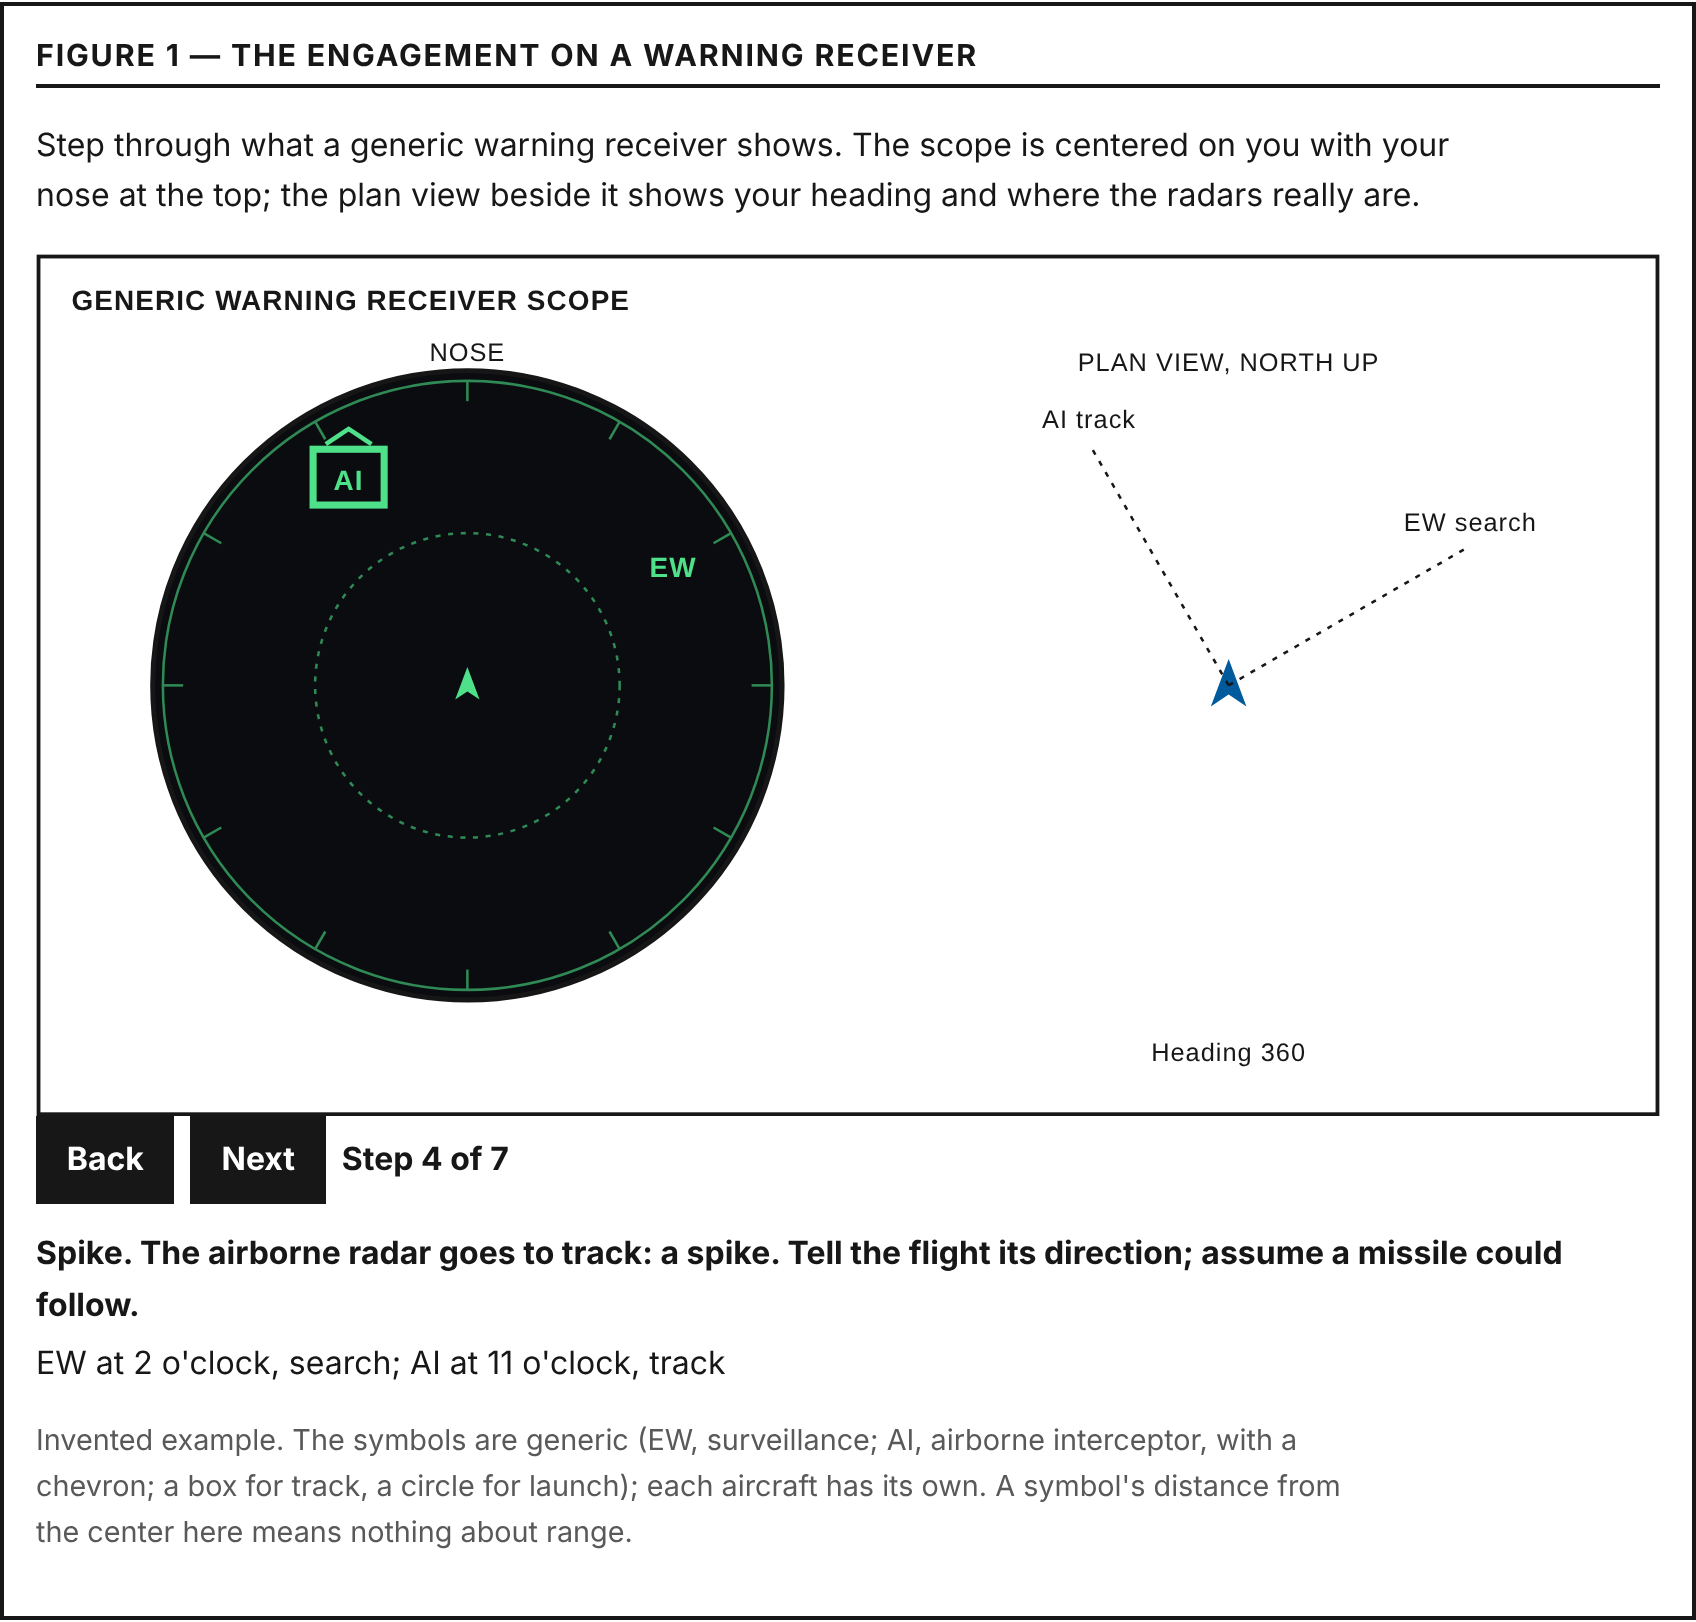 FIGURE 1 — THE ENGAGEMENT ON A WARNING RECEIVER
Step through what a generic warning receiver shows. The scope is centered on you with your
nose at the top; the plan view beside it shows your heading and where the radars really are.
GENERIC WARNING RECEIVER SCOPE
NOSE
PLAN VIEW, NORTH UP
AI track
AI
EW search
EW
Heading 360
Back
Next
Step 4 of 7
Spike. The airborne radar goes to track: a spike. Tell the flight its direction; assume a missile could
follow.
EW at 2 o'clock, search; AI at 11 o'clock, track
Invented example. The symbols are generic (EW, surveillance; AI, airborne interceptor, with a
chevron; a box for track, a circle for launch); each aircraft has its own. A symbol's distance from
the center here means nothing about range.